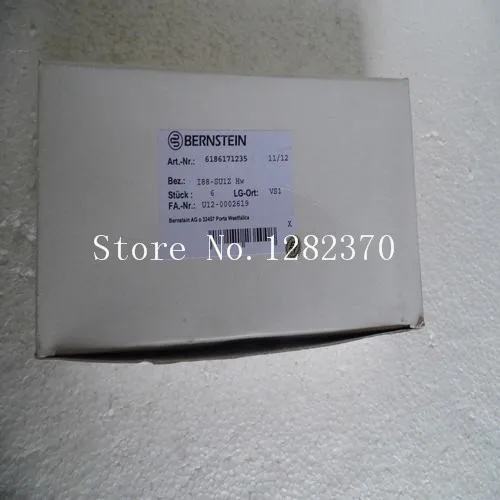 BERNSTEIN
Art.-Nr.: 6186171235 11/12
Bez.: I88-SU1Z Hw
Stück : 6 LG-Ort: VS1
FA.-Nr.: U12-0002619
Bernstein AG o 32457 Porta Westfalica
X
Store No.:1282370